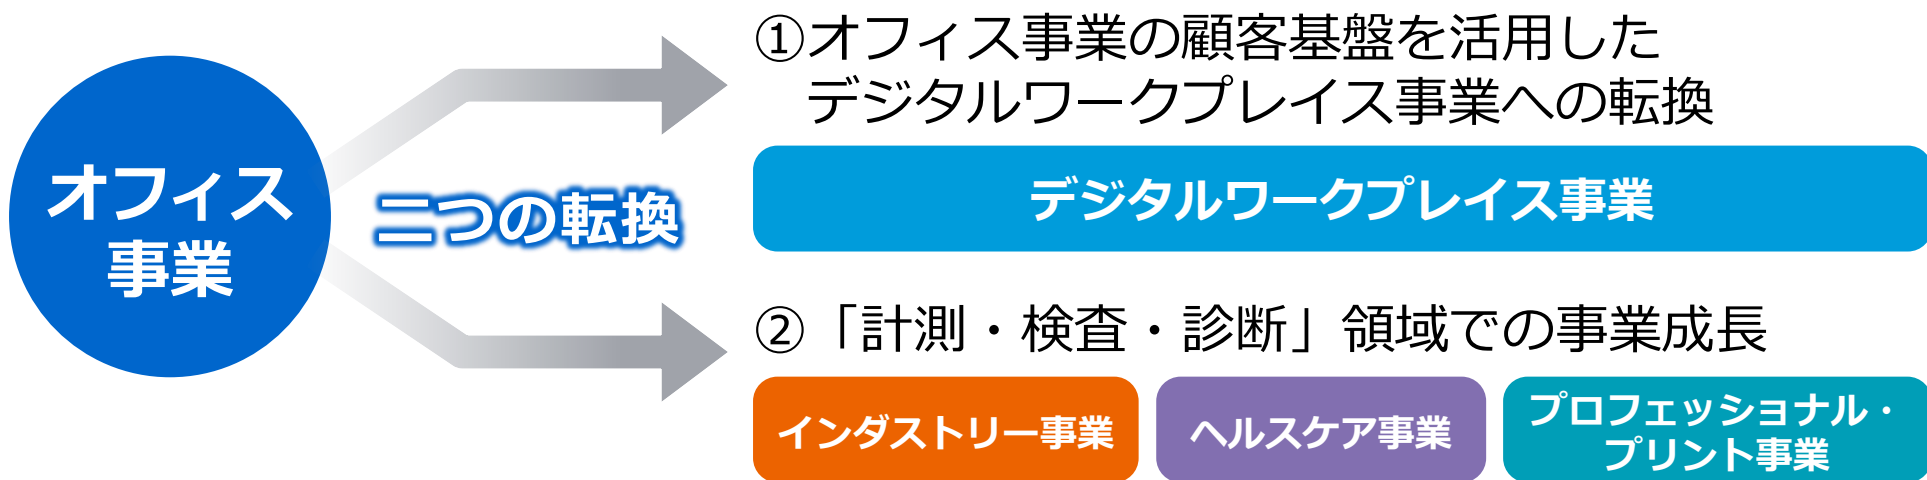 オフィス
事業
二つの転換
①オフィス事業の顧客基盤を活用した
デジタルワークプレイス事業への転換
デジタルワークプレイス事業
②「計測・検査・診断」領域での事業成長
インダストリー事業
ヘルスケア事業
プロフェッショナル・
プリント事業